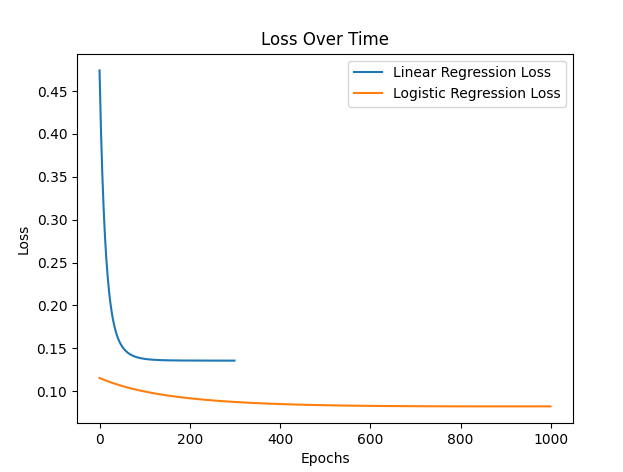 Loss Over Time
Linear Regression Loss
Logistic Regression Loss
0.45
0.40
0.35
0.30
0.25
0.20
0.15
0.10
Loss
0 200 400 600 800 1000
Epochs